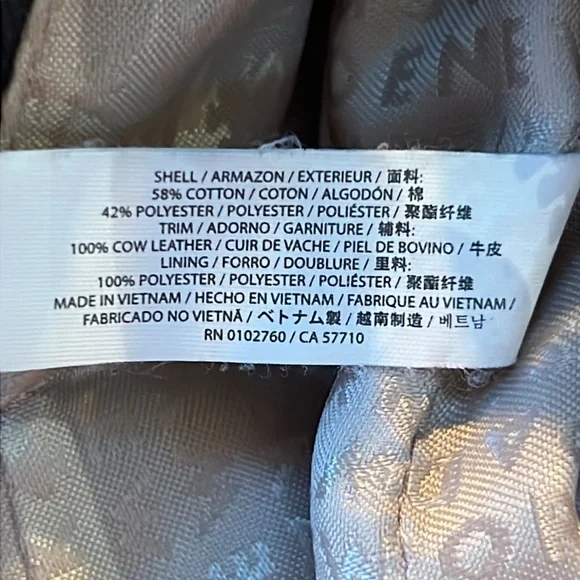 SHELL / ARMAZON / EXTERIEUR / 面料:
58% COTTON / COTON / ALGODÓN / 棉
42% POLYESTER / POLYESTER / POLIÉSTER / 聚酯纤维
TRIM / ADORNO / GARNITURE / 辅料:
100% COW LEATHER / CUIR DE VACHE / PIEL DE BOVINO / 牛皮
LINING / FORRO / DOUBLURE / 里料:
100% POLYESTER / POLYESTER / POLIÉSTER / 聚酯纤维
MADE IN VIETNAM / HECHO EN VIETNAM / FABRIQUE AU VIETNAM /
FABRICADO NO VIETNÃ / ベトナム製 / 越南制造 / 베트남
RN 0102760 / CA 57710